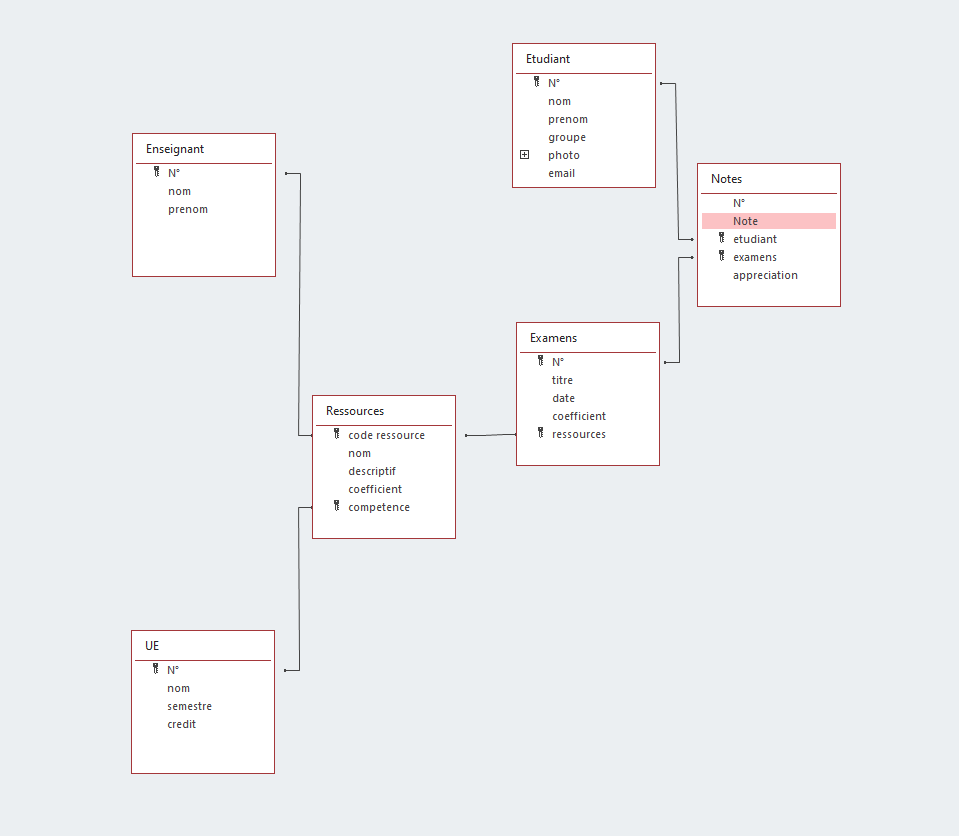 Etudiant
N°
nom
prenom
groupe
photo
email
Enseignant
N°
nom
prenom
Notes
N°
Note
etudiant
examens
appreciation
Examens
N°
titre
date
coefficient
ressources
Ressources
code ressource
nom
descriptif
coefficient
competence
UE
N°
nom
semestre
credit